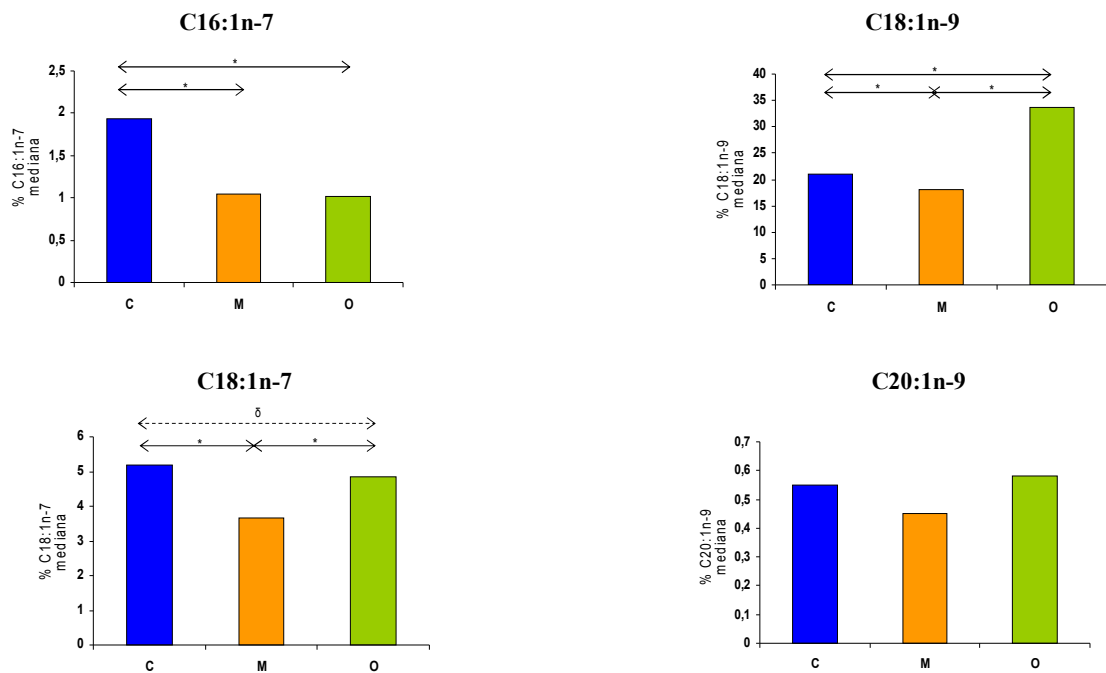 C16:1n-7
*
*
2,5
2
1,5
1
0,5
0
% C16:1n-7
mediana
C
M
O
C18:1n-9
*
*
*
40
35
30
25
20
15
10
5
0
% C18:1n-9
mediana
C
M
O
C18:1n-7
δ
*
*
6
5
4
3
2
1
0
% C18:1n-7
mediana
C
M
O
C20:1n-9
0,7
0,6
0,5
0,4
0,3
0,2
0,1
0
% C20:1n-9
mediana
C
M
O